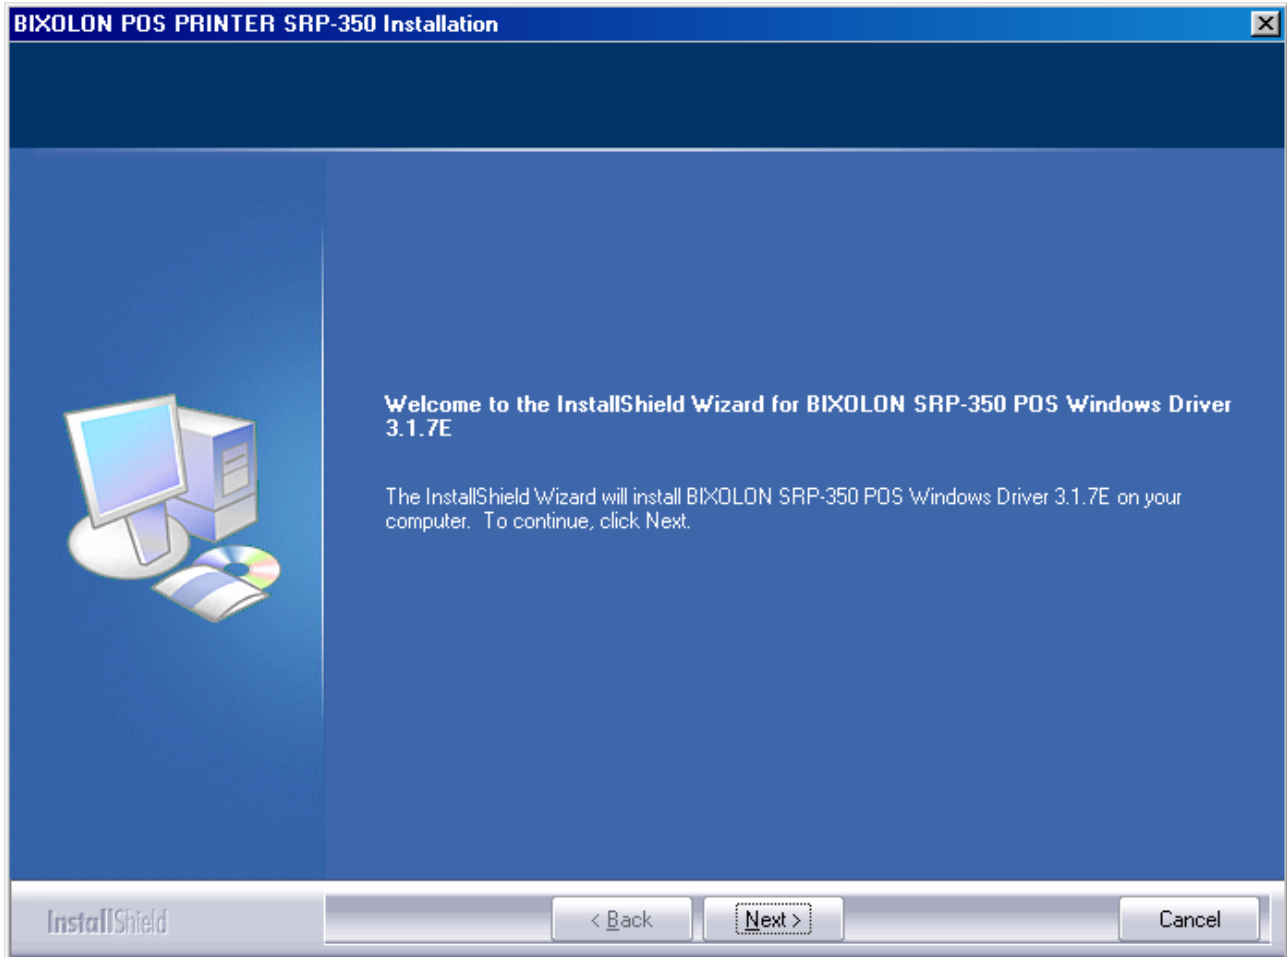 BIXOLON POS PRINTER SRP-350 Installation
Welcome to the InstallShield Wizard for BIXOLON SRP-350 POS Windows Driver
3.1.7E
The InstallShield Wizard will install BIXOLON SRP-350 POS Windows Driver 3.1.7E on your
computer. To continue, click Next.
InstallShield
< Back
Next >
Cancel